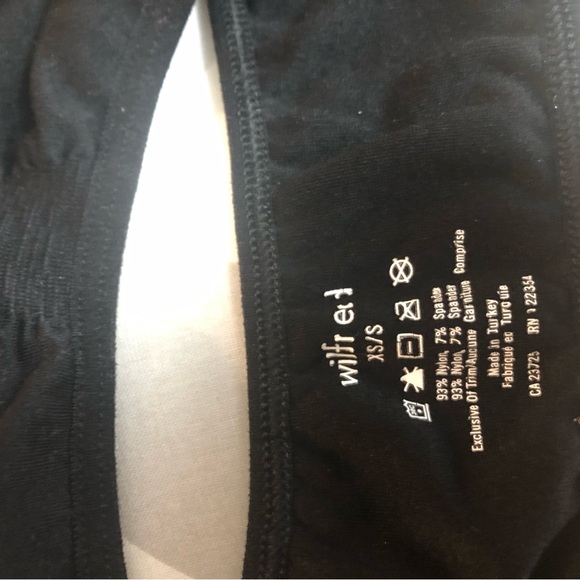 wilfred
XS/S
93% Nylon, 7% Spandex
93% Nylon, 7% Spandex
Exclusive Of Trim/Aucune Garniture Comprise
Made in Turkey
Fabriqué en Turquie
CA 23725 RN 122354